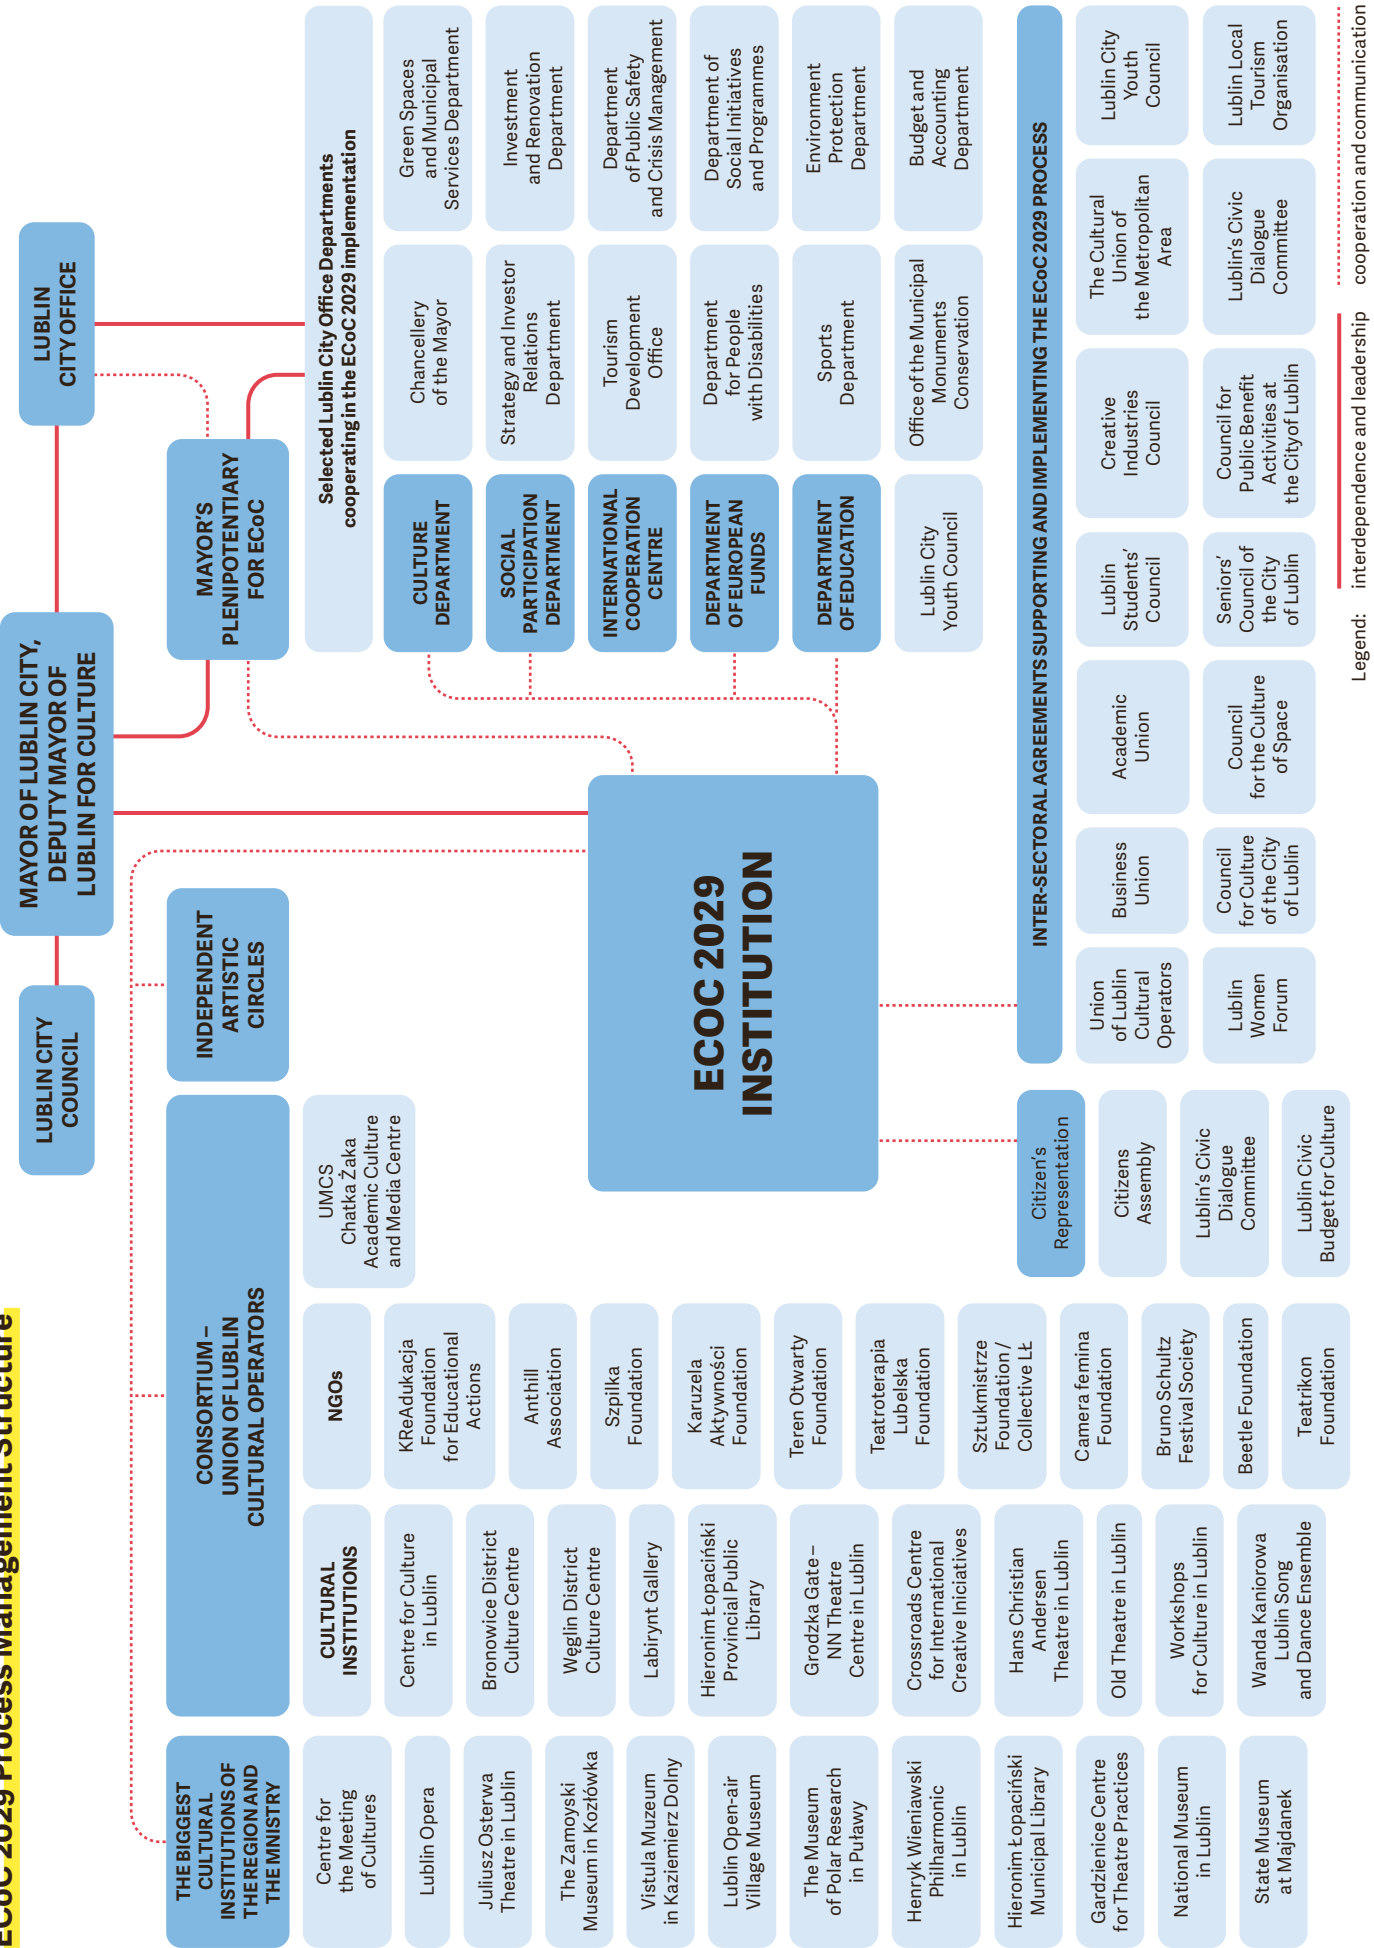 ECoC 2029 Process Management Structure
MAYOR OF LUBLIN CITY,
DEPUTY MAYOR OF
LUBLIN FOR CULTURE
LUBLIN CITY
COUNCIL
LUBLIN
CITY OFFICE
THE BIGGEST
CULTURAL
INSTITUTIONS OF
THE REGION AND
THE MINISTRY
CONSORTIUM –
UNION OF LUBLIN
CULTURAL OPERATORS
INDEPENDENT
ARTISTIC
CIRCLES
MAYOR'S
PLENIPOTENTIARY
FOR ECoC
Centre for
the Meeting
of Cultures
Lublin Opera
Juliusz Osterwa
Theatre in Lublin
The Zamoyski
Museum in Kozłówka
Vistula Muzeum
in Kaziemierz Dolny
Lublin Open-air
Village Museum
The Museum
of Polar Research
in Puławy
Henryk Wieniawski
Philharmonic
in Lublin
Hieronim Łopaciński
Municipal Library
Gardzienice Centre
for Theatre Practices
National Museum
in Lublin
State Museum
at Majdanek
CULTURAL
INSTITUTIONS
Centre for Culture
in Lublin
Bronowice District
Culture Centre
Węglin District
Culture Centre
Labirynt Gallery
Hieronim Łopaciński
Provincial Public
Library
Grodzka Gate –
NN Theatre
Centre in Lublin
Crossroads Centre
for International
Creative Iniciatives
Hans Christian
Andersen
Theatre in Lublin
Old Theatre in Lublin
Workshops
for Culture in Lublin
Wanda Kaniorowa
Lublin Song
and Dance Ensemble
NGOs
KReAdukacja
Foundation
for Educational
Actions
Anthill
Association
Szpilka
Foundation
Karuzela
Aktywności
Foundation
Teren Otwarty
Foundation
Teatroterapia
Lubelska
Foundation
Sztukmistrze
Foundation /
Collective LŁ
Camera femina
Foundation
Bruno Schultz
Festival Society
Beetle Foundation
Teatrikon
Foundation
UMCS
Chatka Żaka
Academic Culture
and Media Centre
ECOC 2029
INSTITUTION
Selected Lublin City Office Departments
cooperating in the ECoC 2029 implementation
CULTURE
DEPARTMENT
Chancellery
of the Mayor
Green Spaces
and Municipal
Services Department
SOCIAL
PARTICIPATION
DEPARTMENT
Strategy and Investor
Relations
Department
Investment
and Renovation
Department
INTERNATIONAL
COOPERATION
CENTRE
Tourism
Development
Office
Department
of Public Safety
and Crisis Management
DEPARTMENT
OF EUROPEAN
FUNDS
Department
for People
with Disabilities
Department of
Social Initiatives
and Programmes
DEPARTMENT
OF EDUCATION
Sports
Department
Environment
Protection
Department
Lublin City
Youth Council
Office of the Municipal
Monuments
Conservation
Budget and
Accounting
Department
Citizen's
Representation
Citizens
Assembly
Lublin's Civic
Dialogue
Committee
Lublin Civic
Budget for Culture
INTER-SECTORAL AGREEMENTS SUPPORTING AND IMPLEMENTING THE ECoC 2029 PROCESS
Union
of Lublin
Cultural
Operators
Business
Union
Academic
Union
Lublin
Students'
Council
Creative
Industries
Council
The Cultural
Union of
the Metropolitan
Area
Lublin City
Youth
Council
Lublin
Women
Forum
Council
for Culture
of the City
of Lublin
Council
for the Culture
of Space
Seniors'
Council of
the City
of Lublin
Council for
Public Benefit
Activities at
the City of Lublin
Lublin's Civic
Dialogue
Committee
Lublin Local
Tourism
Organisation
Legend: interdependence and leadership cooperation and communication